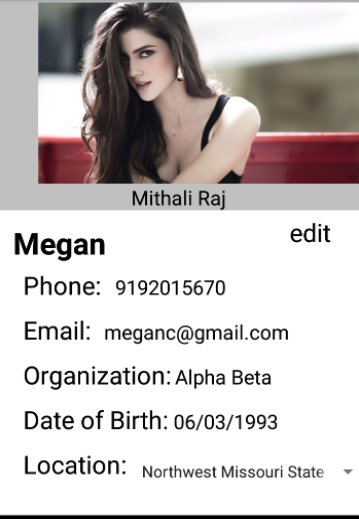 Mithali Raj
edit
Megan
Phone: 9192015670
Email: meganc@gmail.com
Organization: Alpha Beta
Date of Birth: 06/03/1993
Location: Northwest Missouri State